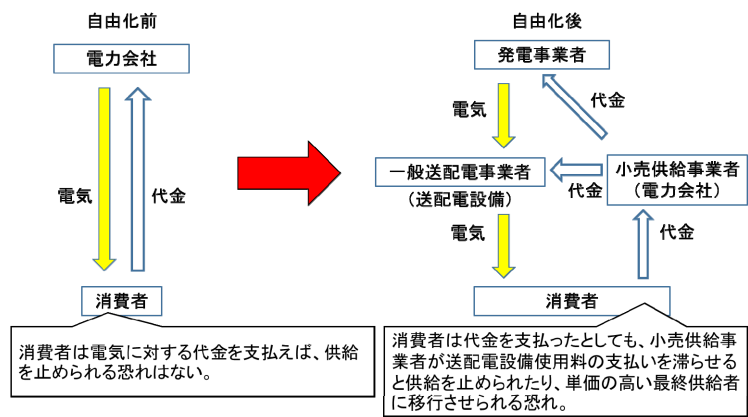 自由化前
電力会社
電気
代金
消費者
消費者は電気に対する代金を支払えば、供給
を止められる恐れはない。
自由化後
発電事業者
電気
代金
一般送配電事業者
(送配電設備)
代金
小売供給事業者
(電力会社)
電気
代金
消費者
消費者は代金を支払ったとしても、小売供給事
業者が送配電設備使用料の支払いを滞らせる
と供給を止められたり、単価の高い最終供給者
に移行させられる恐れ。